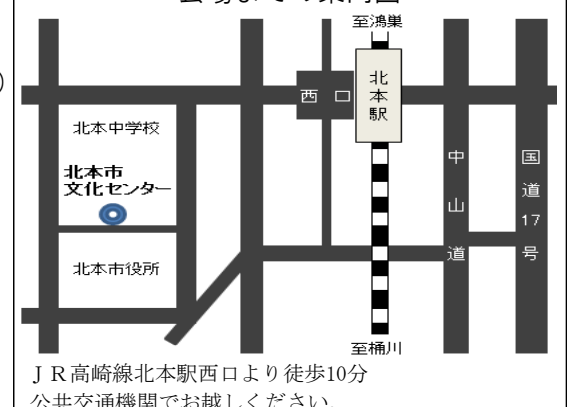 至鴻巣
西口
北本駅
北本中学校
北本市
文化センター
中山道
国道17号
北本市役所
至桶川
ＪＲ高崎線北本駅西口より徒歩10分
公共交通機関でお越しください。